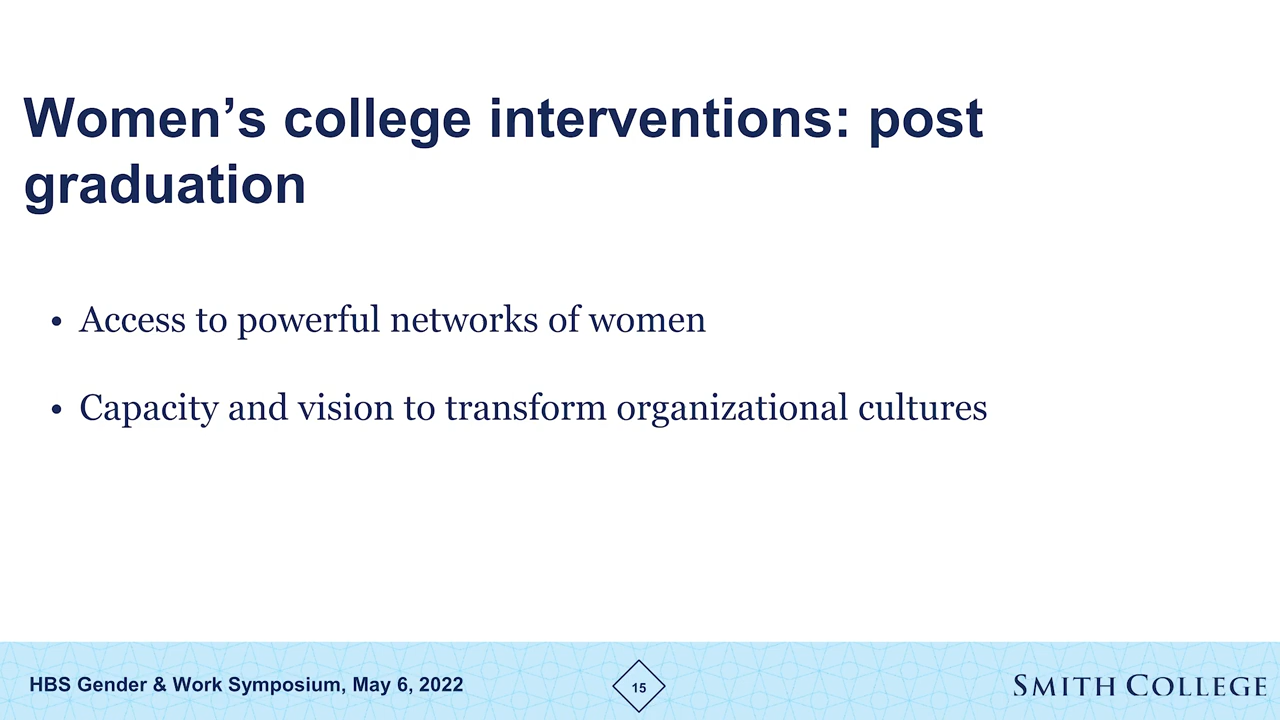 Women’s college interventions: post
graduation
• Access to powerful networks of women
• Capacity and vision to transform organizational cultures
HBS Gender & Work Symposium, May 6, 2022
15
SMITH COLLEGE